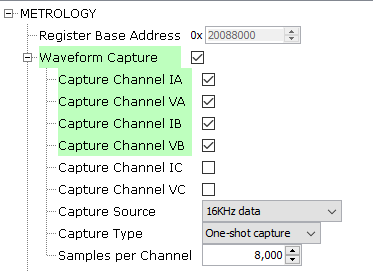 METROLOGY
Register Base Address 0x 20088000
Waveform Capture
Capture Channel IA
Capture Channel VA
Capture Channel IB
Capture Channel VB
Capture Channel IC
Capture Channel VC
Capture Source 16KHz data
Capture Type One-shot capture
Samples per Channel 8,000